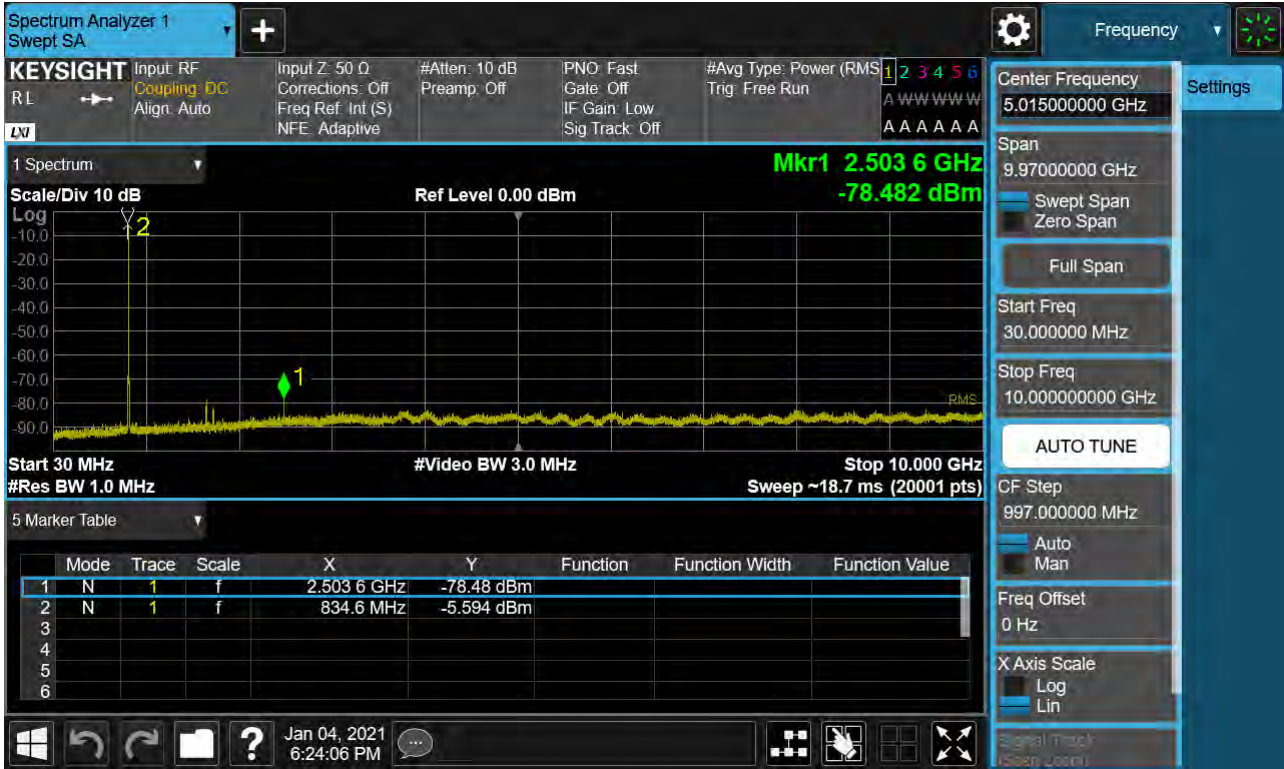 Spectrum Analyzer 1
Swept SA
+
Frequency
KEYSIGHT
RL
LXI
Input: RF
Coupling: DC
Align: Auto
Input Z: 50 Ω
Corrections: Off
Freq Ref: Int (S)
NFE: Adaptive
#Atten: 10 dB
Preamp: Off
PNO: Fast
Gate: Off
IF Gain: Low
Sig Track: Off
#Avg Type: Power (RMS
Trig: Free Run
1 2 3 4 5 6
A W W W W W
A A A A A A
1 Spectrum
Mkr1 2.503 6 GHz
-78.482 dBm
Scale/Div 10 dB
Ref Level 0.00 dBm
Log
-10.0
-20.0
-30.0
-40.0
-50.0
-60.0
-70.0
-80.0
-90.0
2
1
RMS
Start 30 MHz
#Video BW 3.0 MHz
Stop 10.000 GHz
#Res BW 1.0 MHz
Sweep ~18.7 ms (20001 pts)
5 Marker Table
Mode Trace Scale X Y Function Function Width Function Value
1 N 1 f 2.503 6 GHz -78.48 dBm
2 N 1 f 834.6 MHz -5.594 dBm
3
4
5
6
?
Jan 04, 2021
6:24:06 PM
Center Frequency
5.015000000 GHz
Settings
Span
9.97000000 GHz
Swept Span
Zero Span
Full Span
Start Freq
30.000000 MHz
Stop Freq
10.000000000 GHz
AUTO TUNE
CF Step
997.000000 MHz
Auto
Man
Freq Offset
0 Hz
X Axis Scale
Log
Lin
Signal Track
(Span Zoom)